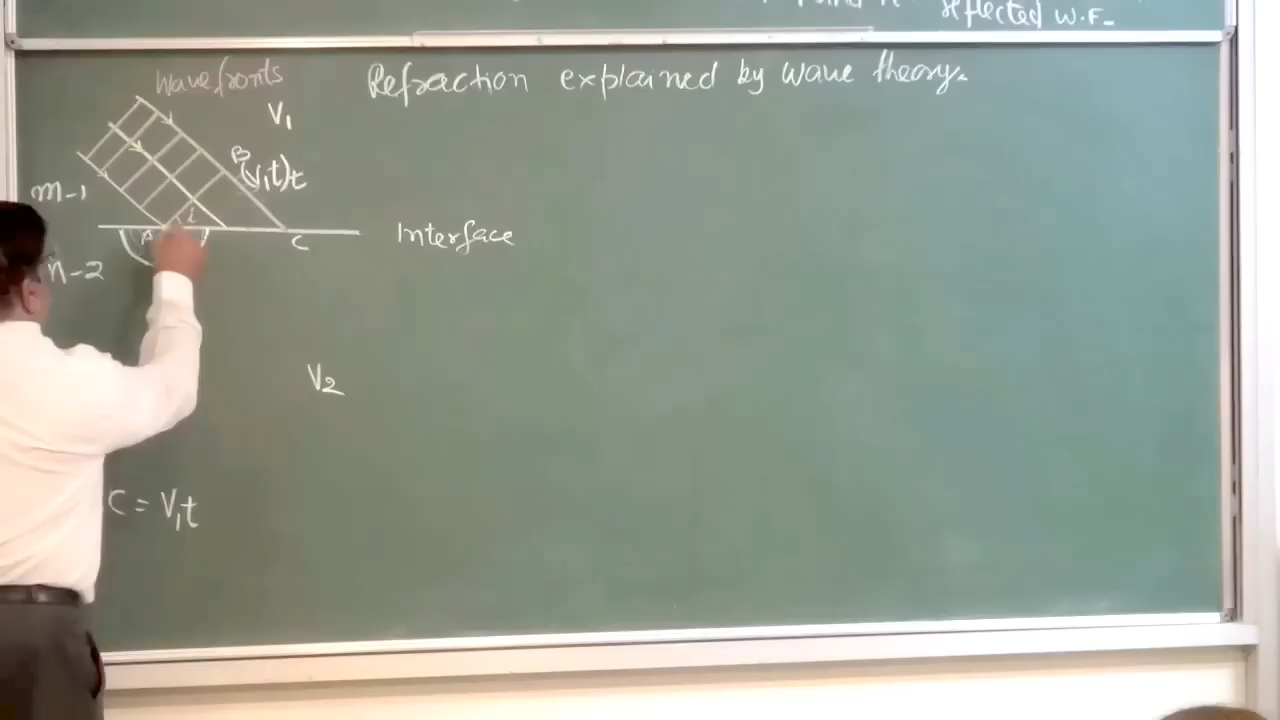 reflected W.F.
Wavefronts
Refraction explained by wave theory.
V1
B
(V1t)t
m-1
i
A
C
Interface
n-2
V2
C = V1t